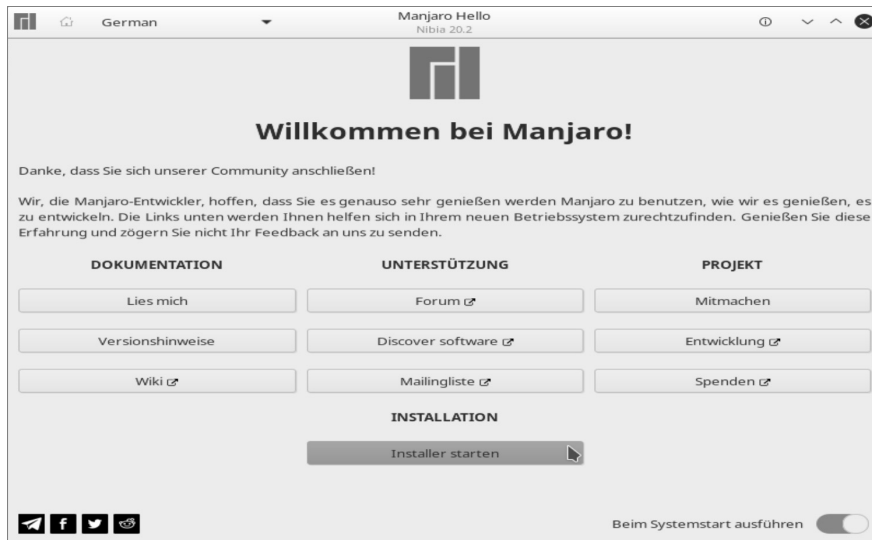 German
Manjaro Hello
Nibia 20.2
Willkommen bei Manjaro!
Danke, dass Sie sich unserer Community anschließen!
Wir, die Manjaro-Entwickler, hoffen, dass Sie es genauso sehr genießen werden Manjaro zu benutzen, wie wir es genießen, es
zu entwickeln. Die Links unten werden Ihnen helfen sich in Ihrem neuen Betriebssystem zurechtzufinden. Genießen Sie diese
Erfahrung und zögern Sie nicht Ihr Feedback an uns zu senden.
DOKUMENTATION
UNTERSTÜTZUNG
PROJEKT
Lies mich
Forum
Mitmachen
Versionshinweise
Discover software
Entwicklung
Wiki
Mailingliste
Spenden
INSTALLATION
Installer starten
Beim Systemstart ausführen